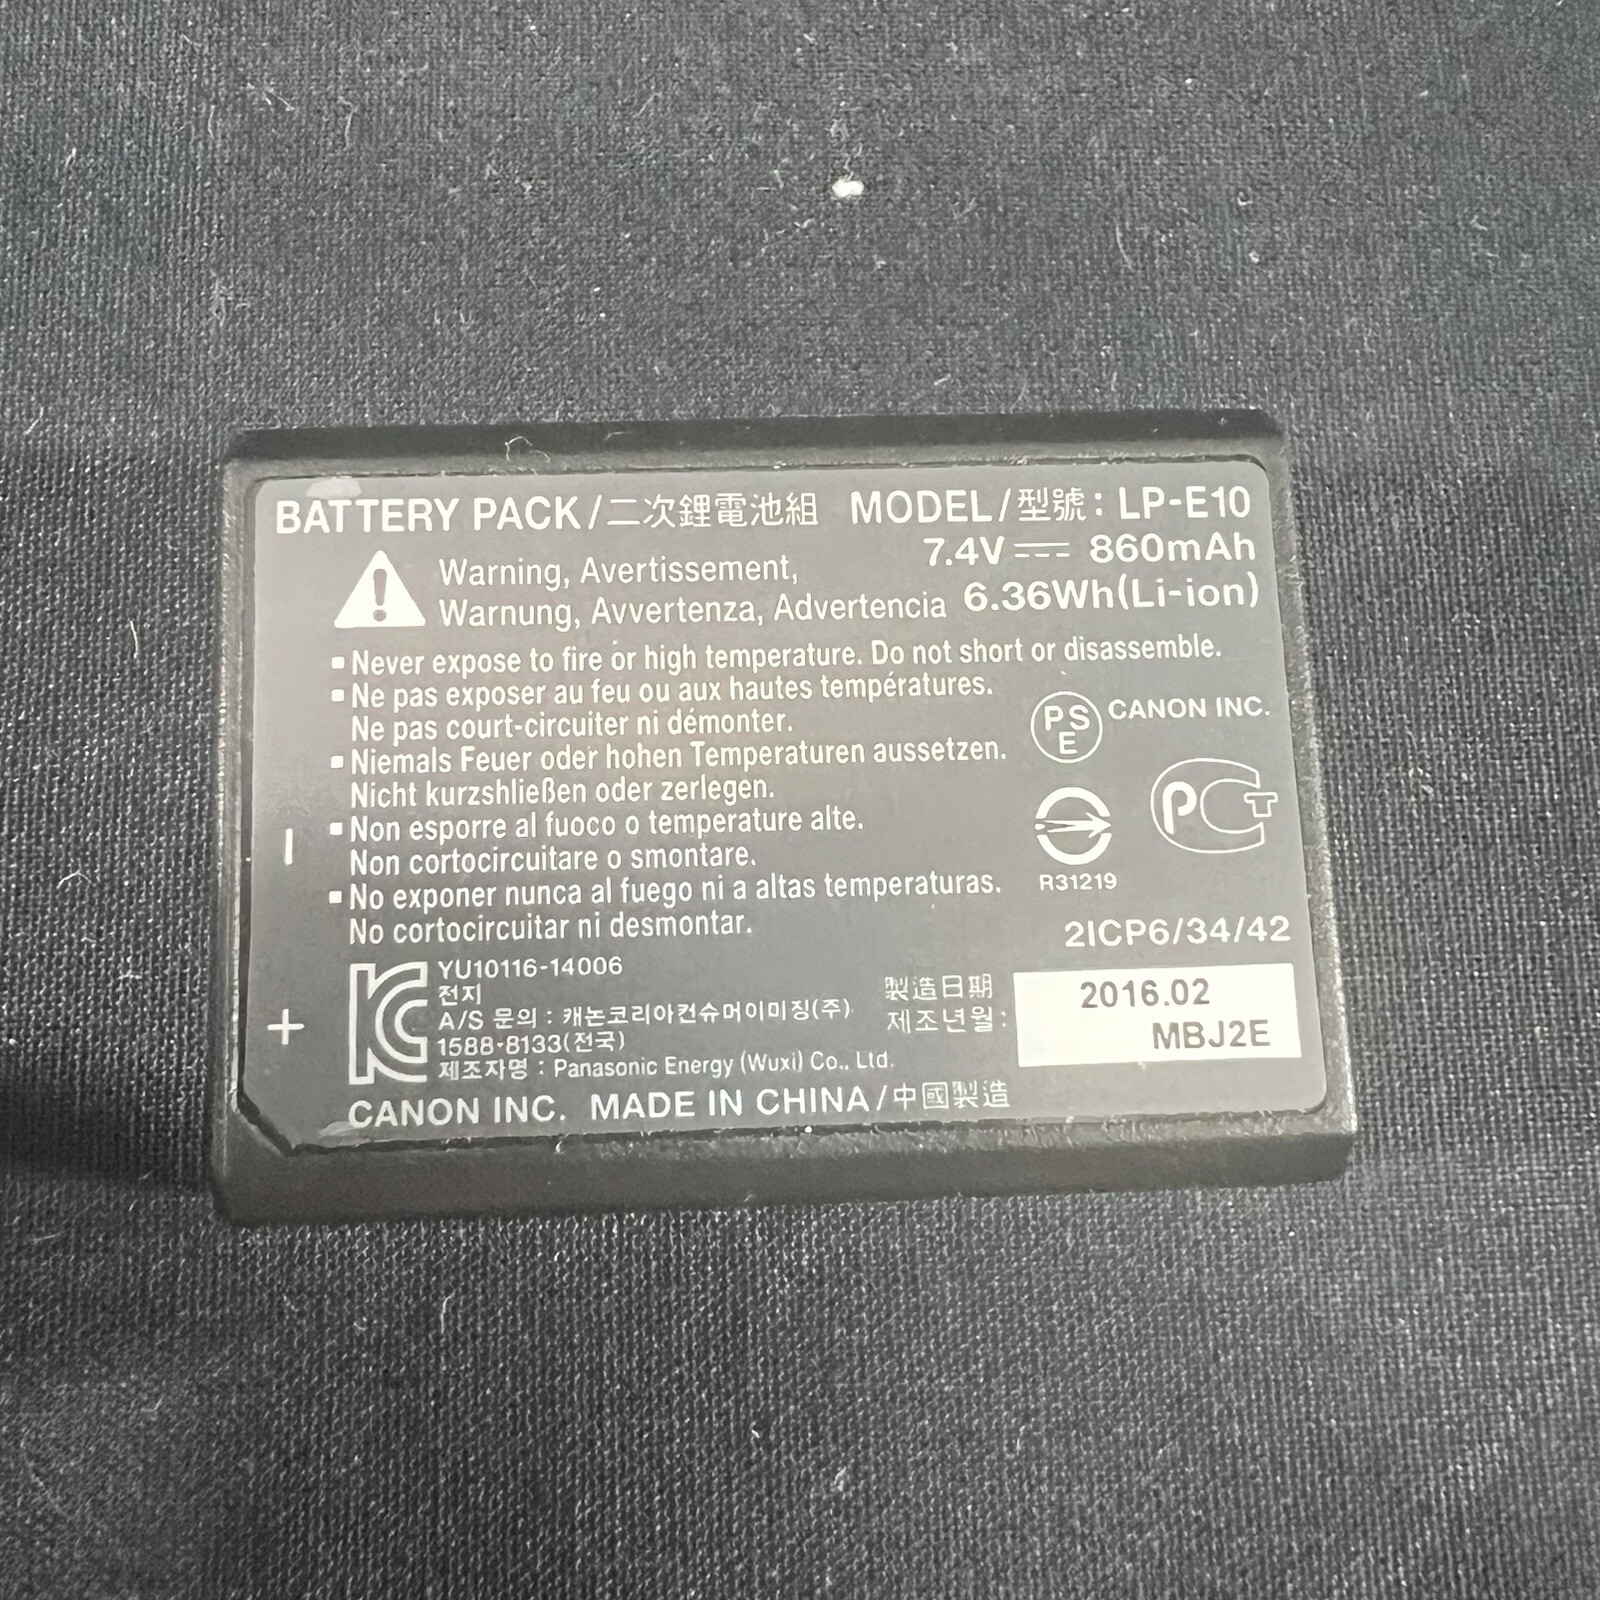 BATTERY PACK/二次鋰電池組 MODEL/型號: LP-E10
7.4V 860mAh
6.36Wh(Li-ion)
Warning, Avertissement,
Warnung, Avvertenza, Advertencia
▪Never expose to fire or high temperature. Do not short or disassemble.
▪Ne pas exposer au feu ou aux hautes températures.
Ne pas court-circuiter ni démonter.
▪Niemals Feuer oder hohen Temperaturen aussetzen.
Nicht kurzshließen oder zerlegen.
▪Non esporre al fuoco o temperature alte.
Non cortocircuitare o smontare.
▪No exponer nunca al fuego ni a altas temperaturas.
No cortocircuitar ni desmontar.
PSE CANON INC.
PCT
R31219
2ICP6/34/42
− +
KC
YU10116-14006
전지
A/S 문의 : 캐논코리아컨슈머이미징(주)
1588-8133(전국)
제조자명 : Panasonic Energy (Wuxi) Co., Ltd.
製造日期
제조년월:
2016.02
MBJ2E
CANON INC. MADE IN CHINA/中國製造